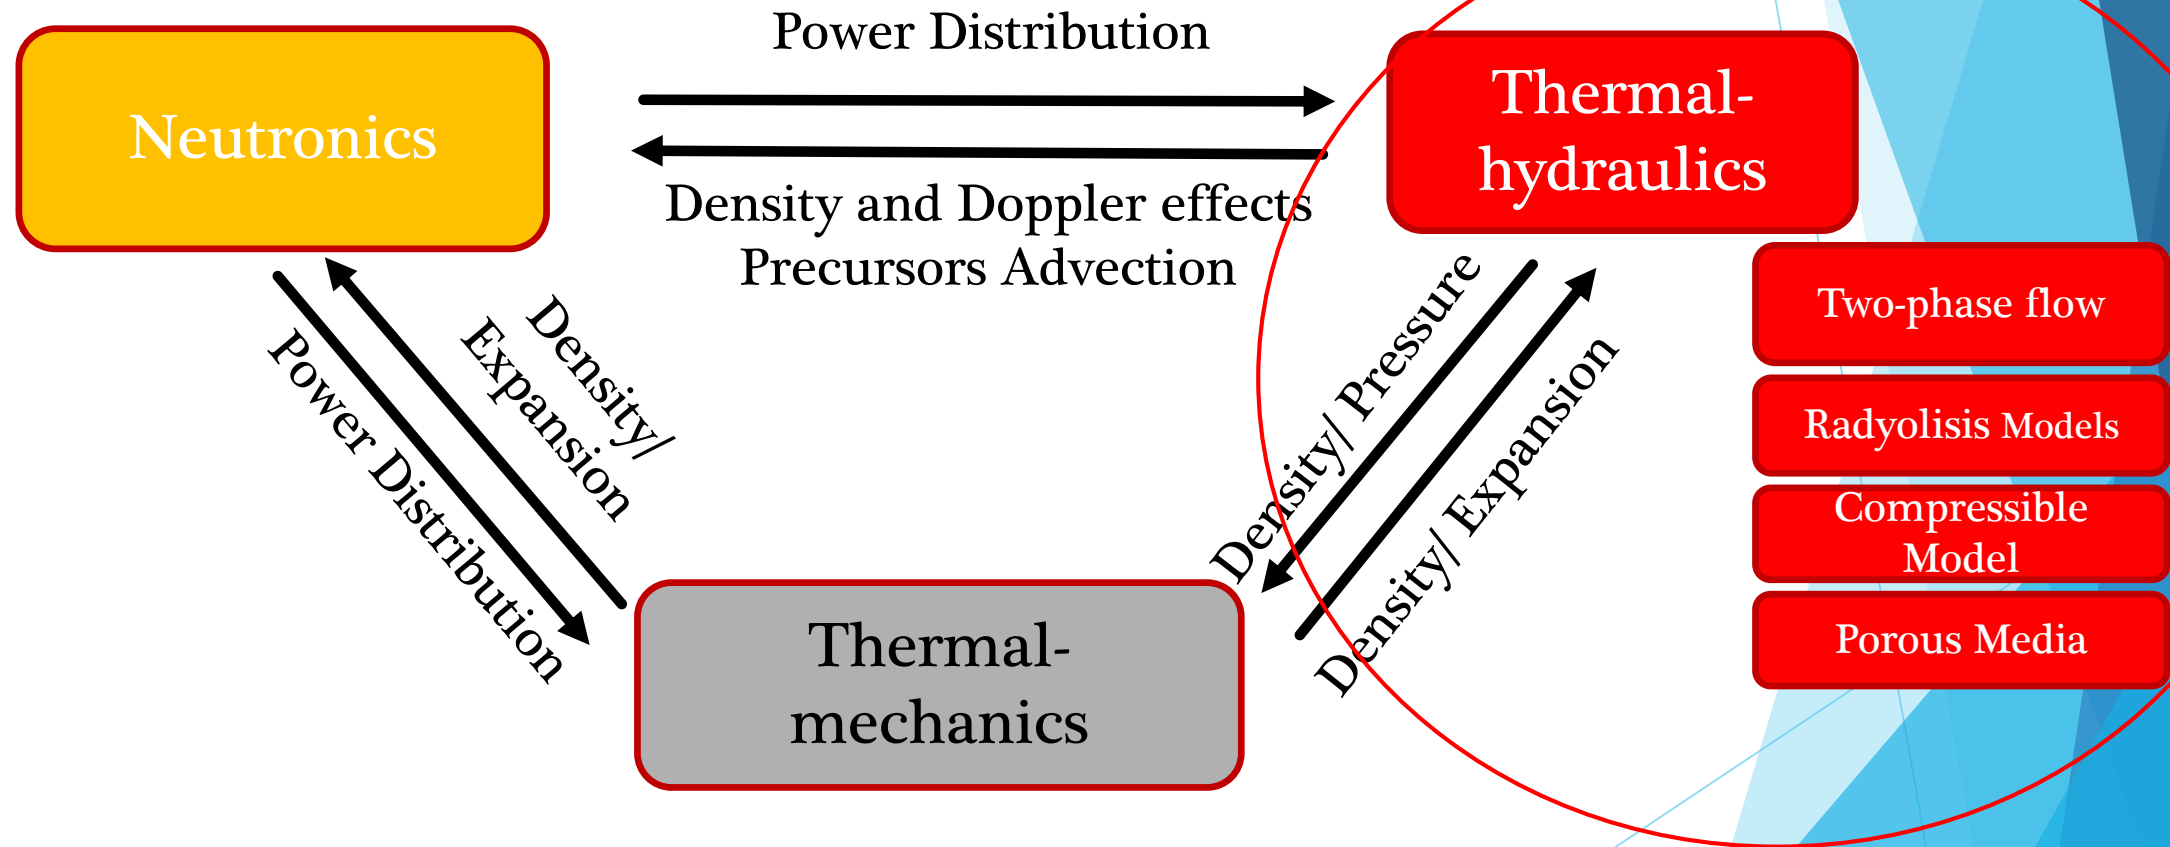 Power Distribution
Neutronics
Thermal-
hydraulics
Density and Doppler effects
Precursors Advection
Two-phase flow
Radyolisis Models
Compressible
Model
Porous Media
Power Distribution
Density/
Expansion
Density/ Pressure
Density/ Expansion
Thermal-
mechanics